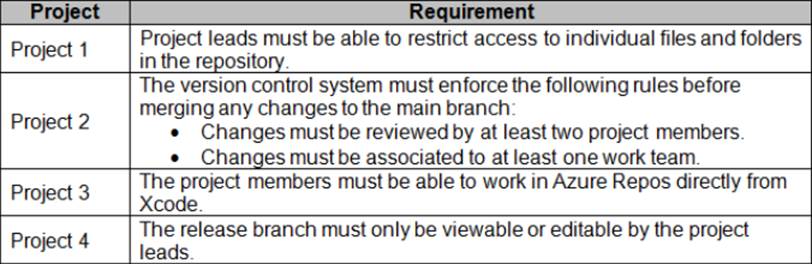 Project Requirement
Project 1 Project leads must be able to restrict access to individual files and folders
in the repository.
Project 2 The version control system must enforce the following rules before
merging any changes to the main branch:
• Changes must be reviewed by at least two project members.
• Changes must be associated to at least one work team.
Project 3 The project members must be able to work in Azure Repos directly from
Xcode.
Project 4 The release branch must only be viewable or editable by the project
leads.